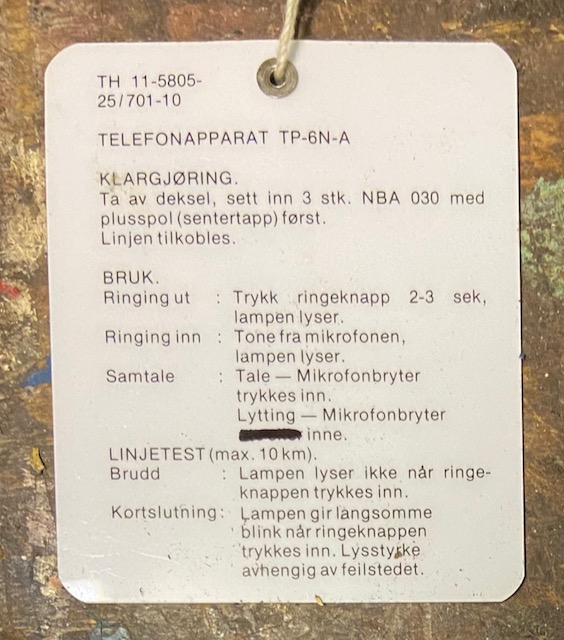 TH 11-5805-
25/701-10
TELEFONAPPARAT TP-6N-A
KLARGJØRING.
Ta av deksel, sett inn 3 stk. NBA 030 med
plusspol (sentertapp) først.
Linjen tilkobles.
BRUK.
Ringing ut : Trykk ringeknapp 2-3 sek,
lampen lyser.
Ringing inn : Tone fra mikrofonen,
lampen lyser.
Samtale : Tale — Mikrofonbryter
trykkes inn.
Lytting — Mikrofonbryter
inne.
LINJETEST (max. 10 km).
Brudd : Lampen lyser ikke når ringe-
knappen trykkes inn.
Kortslutning : Lampen gir langsomme
blink når ringeknappen
trykkes inn. Lysstyrke
avhengig av feilstedet.